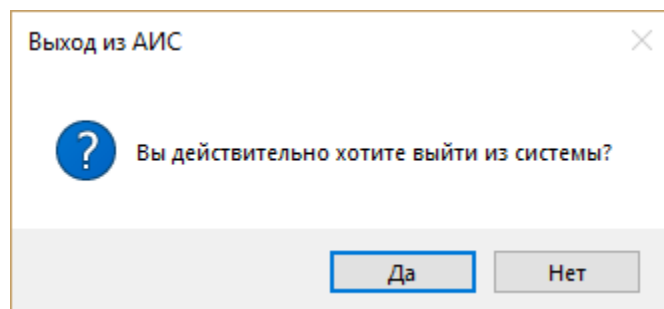 Выход из АИС
Вы действительно хотите выйти из системы?
Да
Нет